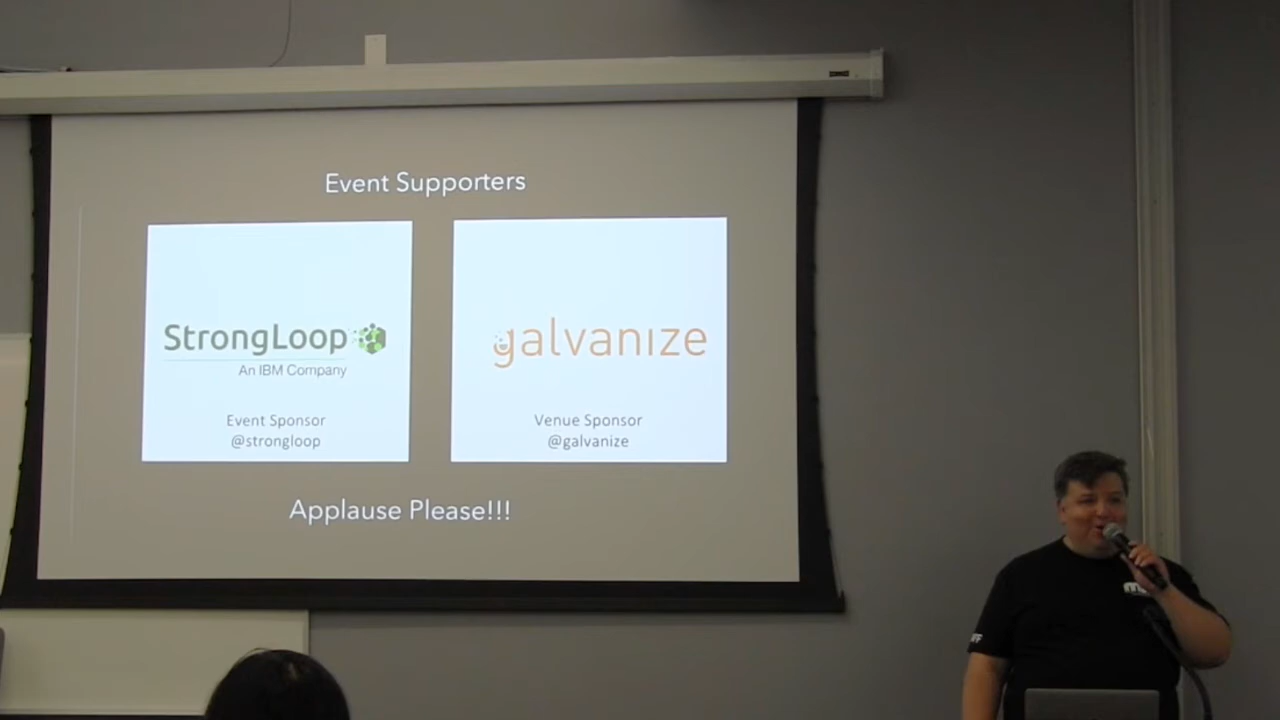 Event Supporters
StrongLoop
An IBM Company
Event Sponsor
@strongloop
galvanize
Venue Sponsor
@galvanize
Applause Please!!!